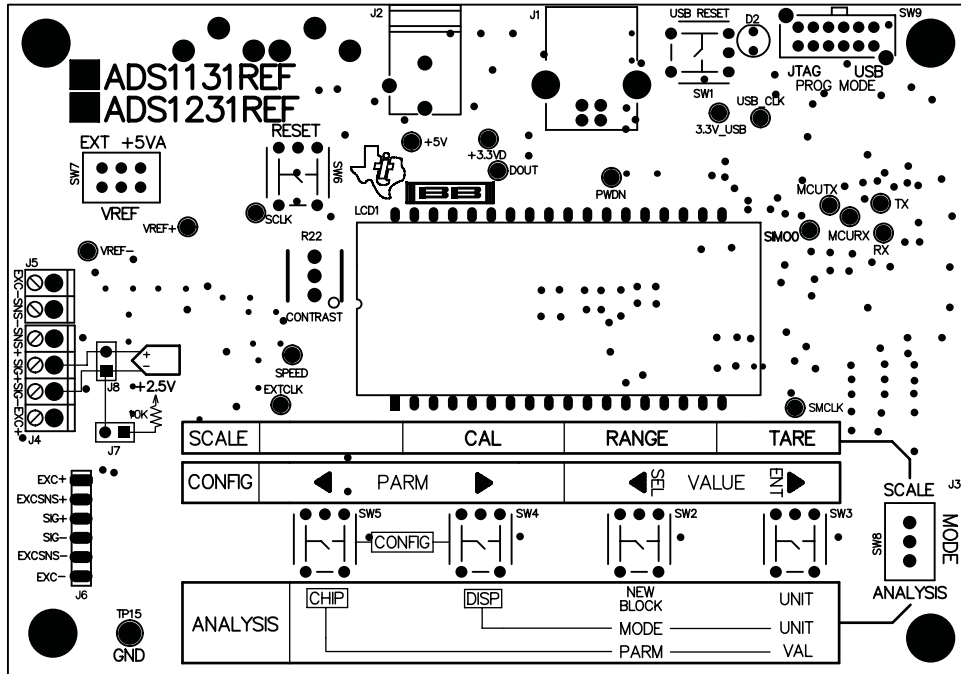 J2
J1
USB RESET
D2
SW9
SW1
JTAG USB
PROG MODE
ADS1131REF
ADS1231REF
3.3V_USB
USB_CLK
RESET
SW6
EXT +5VA
SW7
VREF
+5V
+3.3VD
DOUT
BB
PWDN
LCD1
SCLK
VREF+
VREF-
MCUTX
TX
SIMO0
MCURX
RX
R22
CONTRAST
J5
EXC-
SNS-
SNS+
SIG+
SIG-
EXC+
J4
+
-
J8
+2.5V
10K
J7
SPEED
EXTCLK
SMCLK
SCALE CAL RANGE TARE
CONFIG PARM SEL VALUE ENT
SCALE
J3
SW8
MODE
ANALYSIS
EXC+
EXCSNS+
SIG+
SIG-
EXCSNS-
EXC-
J6
SW5
CONFIG
SW4
SW2
SW3
TP15
GND
ANALYSIS
CHIP DISP NEW BLOCK UNIT
MODE UNIT
PARM VAL